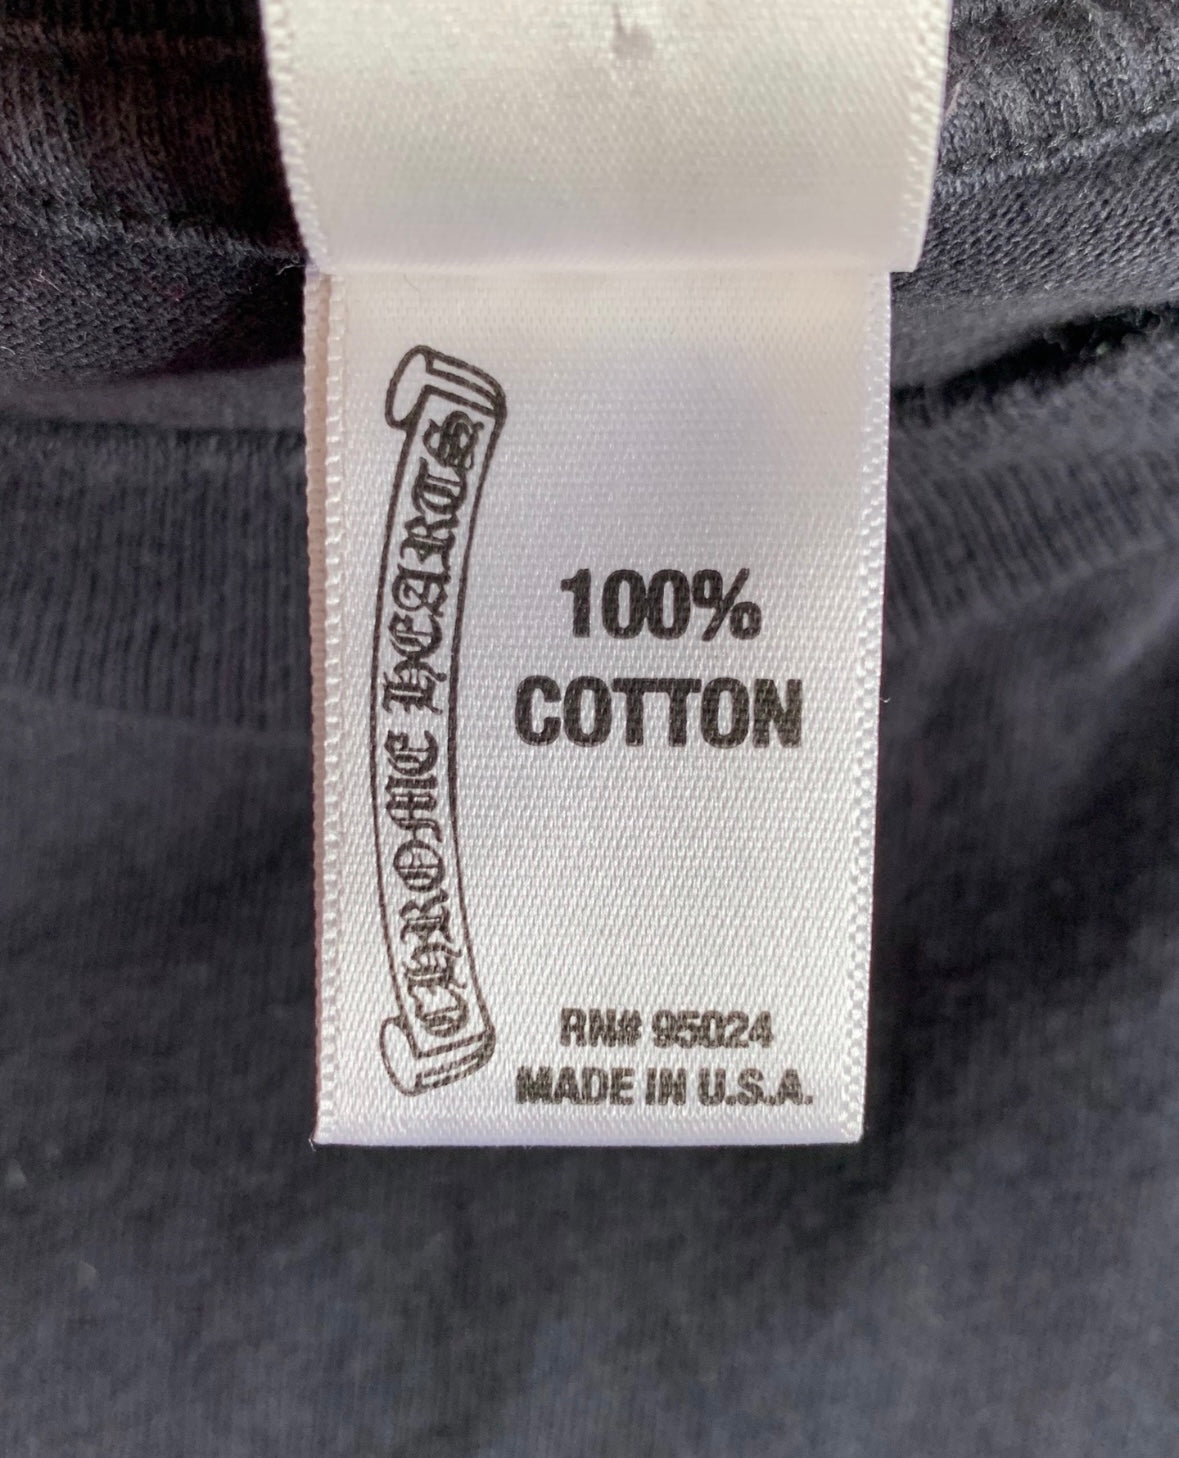 CHROME HEARTS
100%
COTTON
RN# 95024
MADE IN U.S.A.